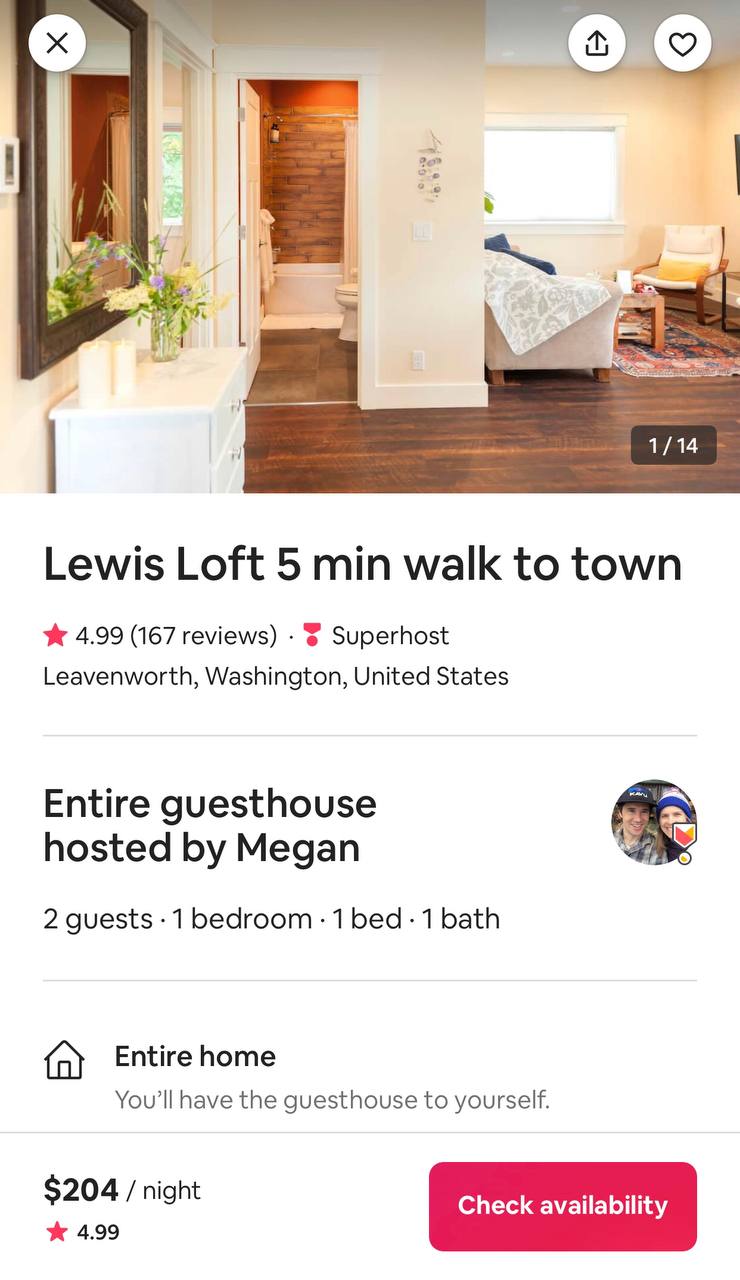 1 / 14
Lewis Loft 5 min walk to town
4.99 (167 reviews) · Superhost
Leavenworth, Washington, United States
Entire guesthouse
hosted by Megan
KAVU
2 guests · 1 bedroom · 1 bed · 1 bath
Entire home
You’ll have the guesthouse to yourself.
$204 / night
4.99
Check availability